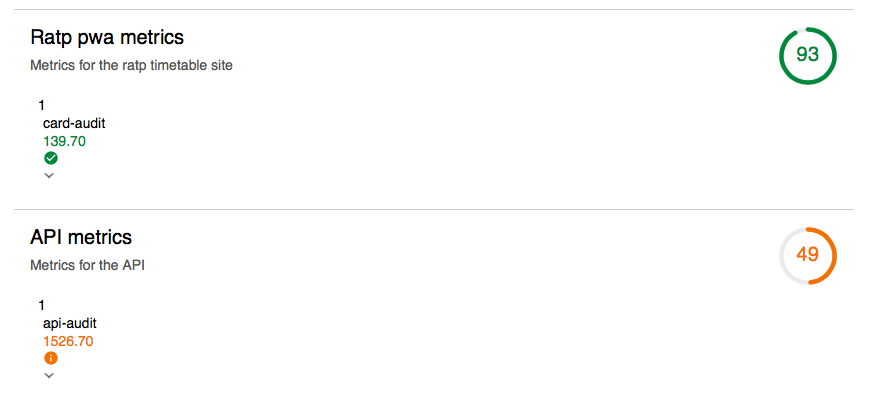 Ratp pwa metrics
93
Metrics for the ratp timetable site
1
card-audit
139.70
API metrics
49
Metrics for the API
1
api-audit
1526.70